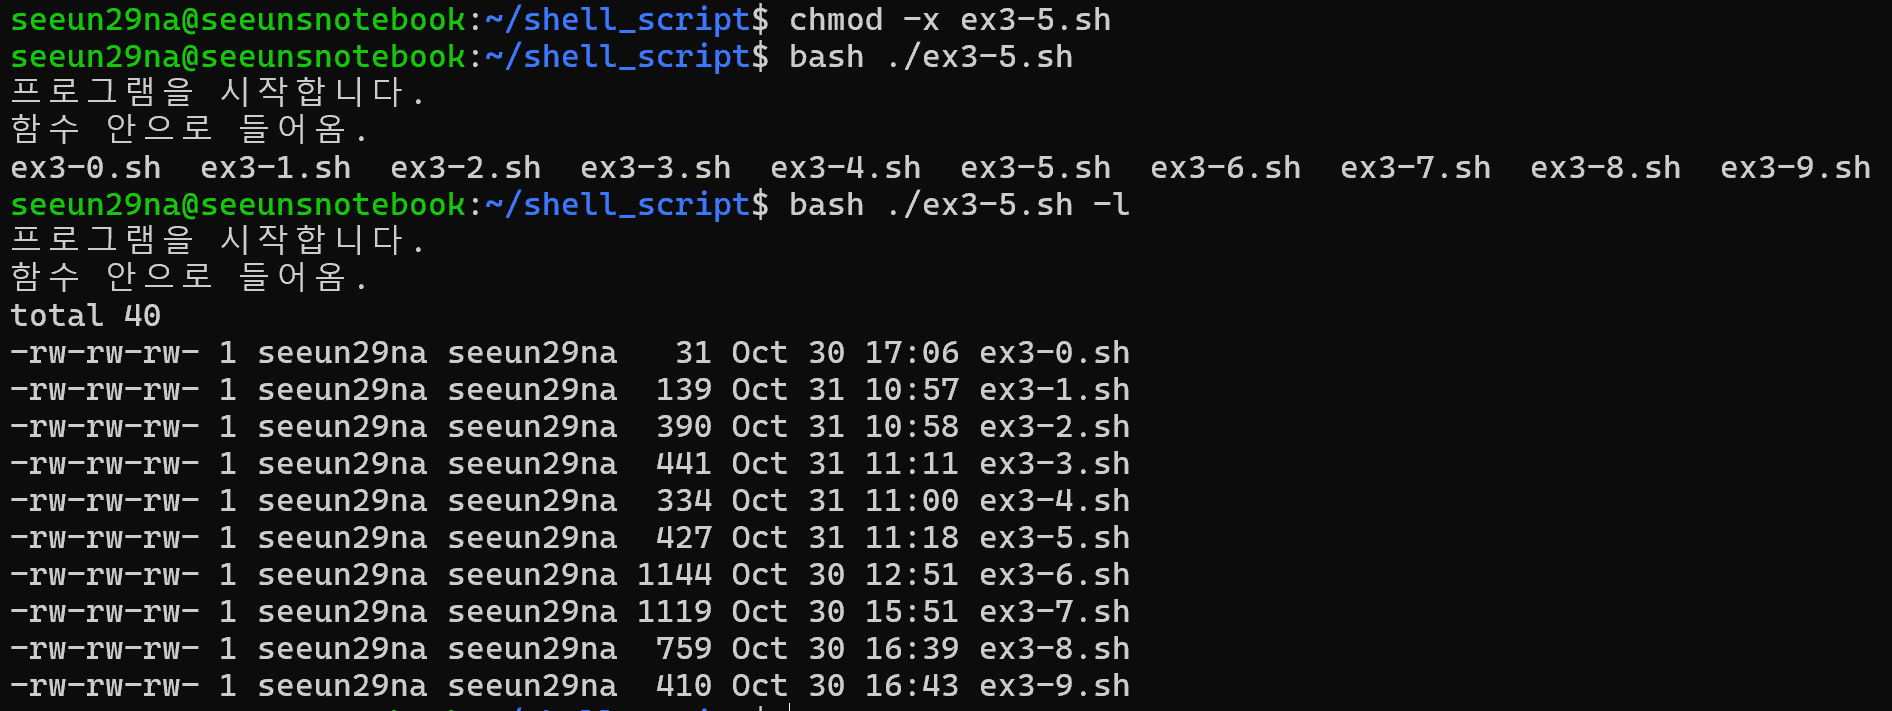 seeun29na@seeunsnotebook:~/shell_script$ chmod -x ex3-5.sh
seeun29na@seeunsnotebook:~/shell_script$ bash ./ex3-5.sh
프로그램을 시작합니다.
함수 안으로 들어옴.
ex3-0.sh  ex3-1.sh  ex3-2.sh  ex3-3.sh  ex3-4.sh  ex3-5.sh  ex3-6.sh  ex3-7.sh  ex3-8.sh  ex3-9.sh
seeun29na@seeunsnotebook:~/shell_script$ bash ./ex3-5.sh -l
프로그램을 시작합니다.
함수 안으로 들어옴.
total 40
-rw-rw-rw- 1 seeun29na seeun29na   31 Oct 30 17:06 ex3-0.sh
-rw-rw-rw- 1 seeun29na seeun29na  139 Oct 31 10:57 ex3-1.sh
-rw-rw-rw- 1 seeun29na seeun29na  390 Oct 31 10:58 ex3-2.sh
-rw-rw-rw- 1 seeun29na seeun29na  441 Oct 31 11:11 ex3-3.sh
-rw-rw-rw- 1 seeun29na seeun29na  334 Oct 31 11:00 ex3-4.sh
-rw-rw-rw- 1 seeun29na seeun29na  427 Oct 31 11:18 ex3-5.sh
-rw-rw-rw- 1 seeun29na seeun29na 1144 Oct 30 12:51 ex3-6.sh
-rw-rw-rw- 1 seeun29na seeun29na 1119 Oct 30 15:51 ex3-7.sh
-rw-rw-rw- 1 seeun29na seeun29na  759 Oct 30 16:39 ex3-8.sh
-rw-rw-rw- 1 seeun29na seeun29na  410 Oct 30 16:43 ex3-9.sh